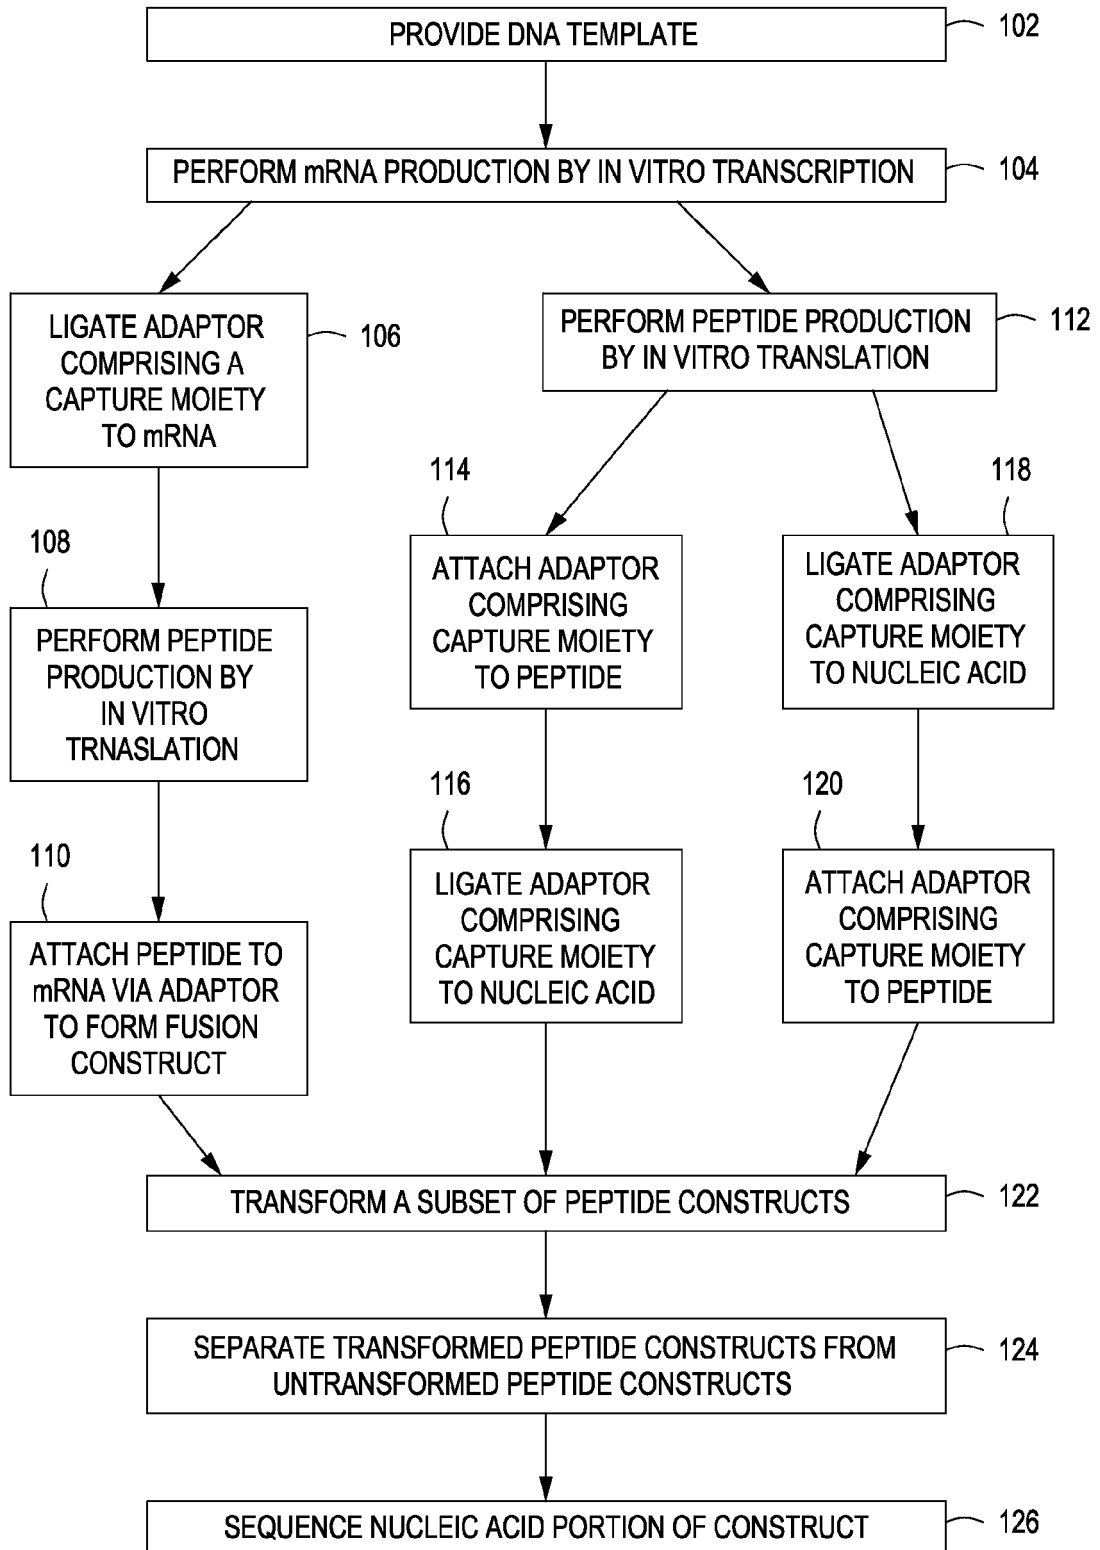 PROVIDE DNA TEMPLATE
102
PERFORM mRNA PRODUCTION BY IN VITRO TRANSCRIPTION
104
LIGATE ADAPTOR
COMPRISING A
CAPTURE MOIETY
TO mRNA
106
PERFORM PEPTIDE PRODUCTION
BY IN VITRO TRANSLATION
112
108
PERFORM PEPTIDE
PRODUCTION BY
IN VITRO
TRNASLATION
114
ATTACH ADAPTOR
COMPRISING
CAPTURE MOIETY
TO PEPTIDE
118
LIGATE ADAPTOR
COMPRISING
CAPTURE MOIETY
TO NUCLEIC ACID
110
ATTACH PEPTIDE TO
mRNA VIA ADAPTOR
TO FORM FUSION
CONSTRUCT
116
LIGATE ADAPTOR
COMPRISING
CAPTURE MOIETY
TO NUCLEIC ACID
120
ATTACH ADAPTOR
COMPRISING
CAPTURE MOIETY
TO PEPTIDE
TRANSFORM A SUBSET OF PEPTIDE CONSTRUCTS
122
SEPARATE TRANSFORMED PEPTIDE CONSTRUCTS FROM
UNTRANSFORMED PEPTIDE CONSTRUCTS
124
SEQUENCE NUCLEIC ACID PORTION OF CONSTRUCT
126